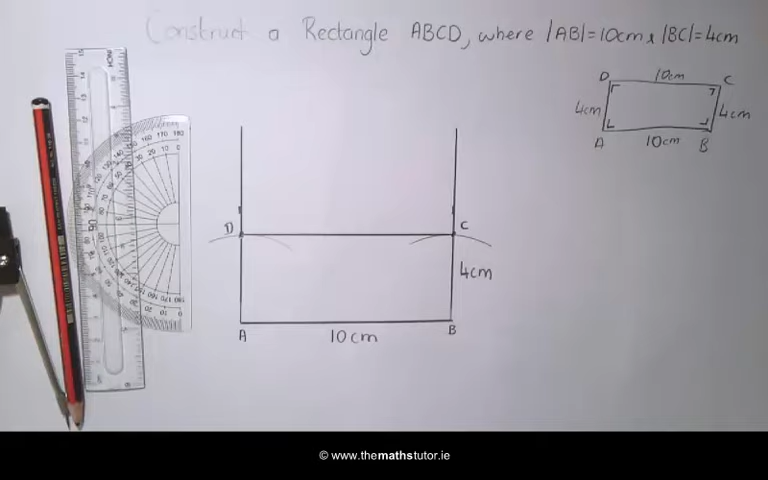 Construct a Rectangle ABCD, where |AB|=10cm & |BC|=4cm
D 10cm C
4cm 4cm
A 10cm B
D C
4cm
A 10cm B
© www.themathstutor.ie